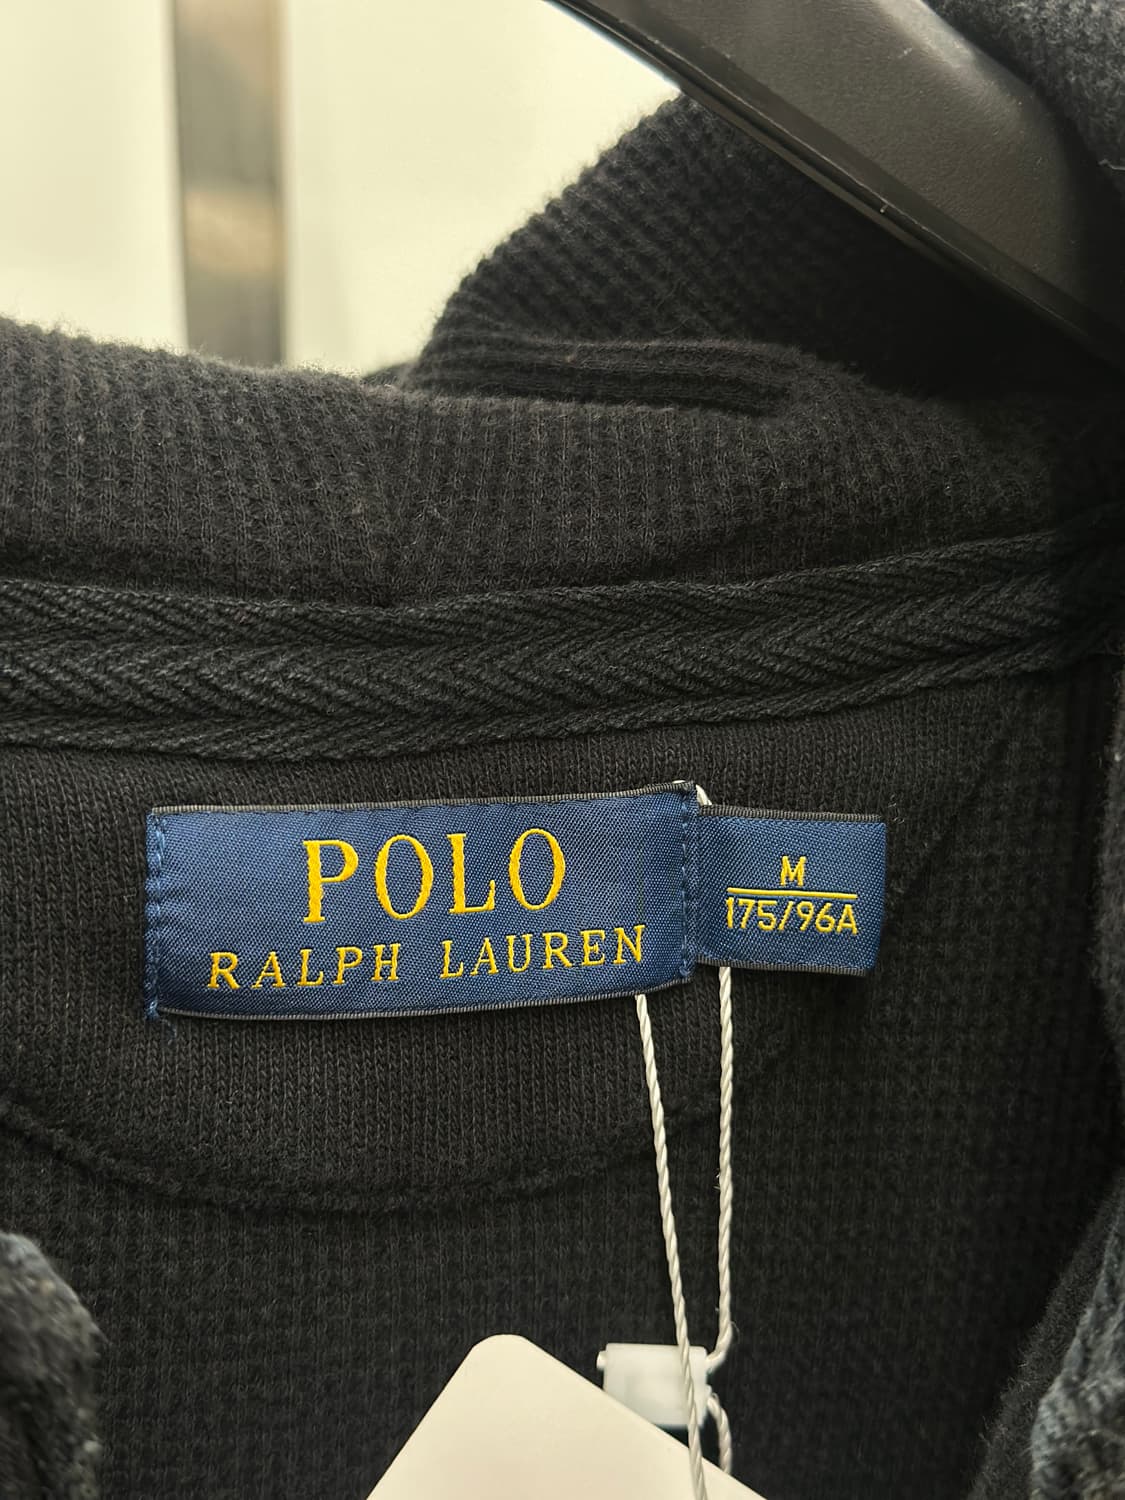 POLO
RALPH LAUREN
M
175/96A